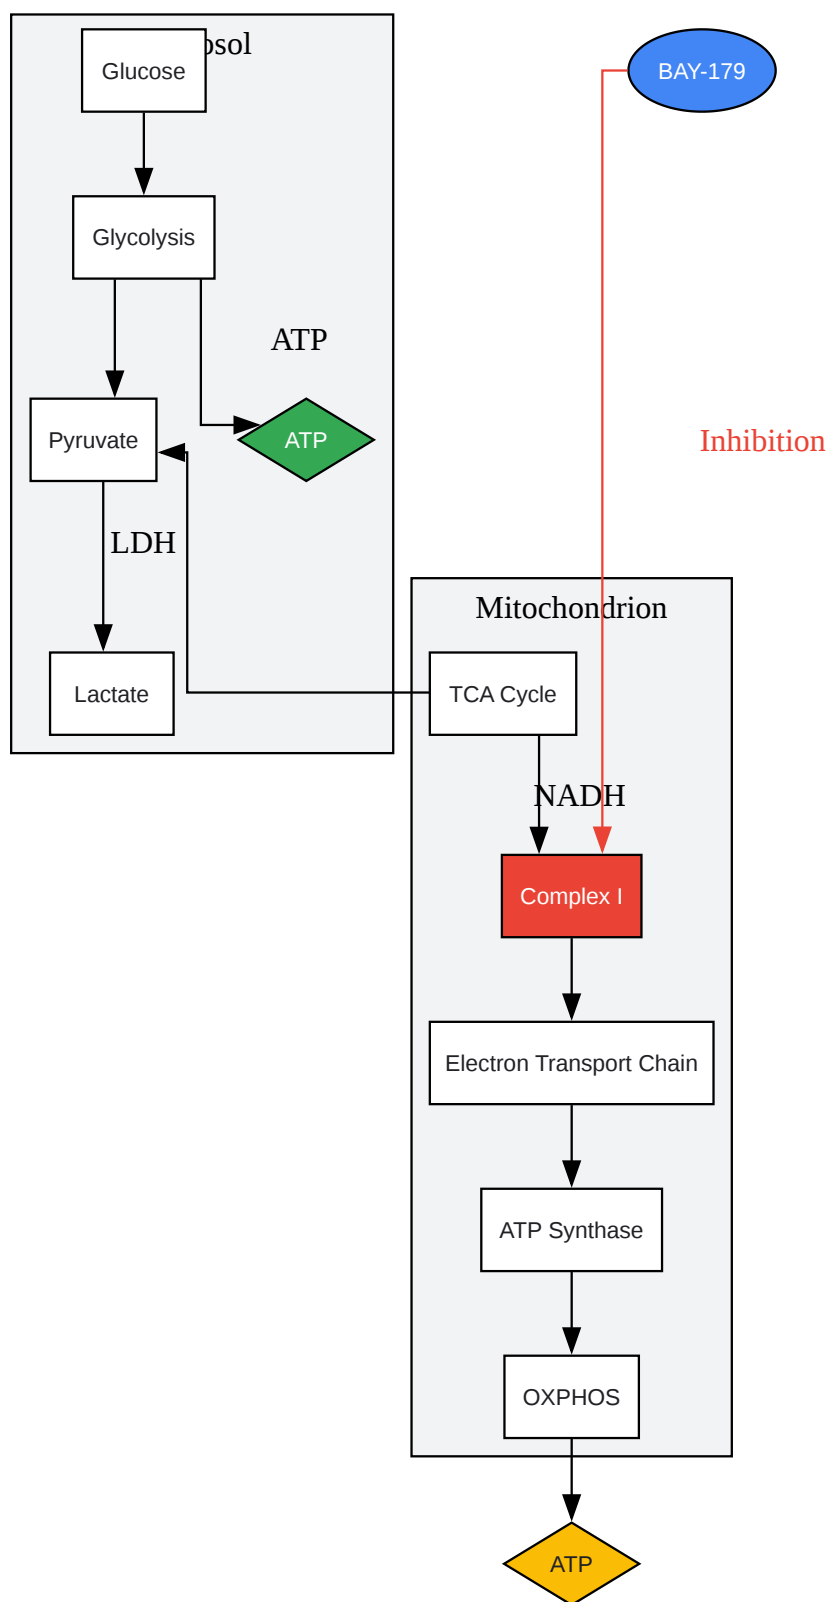 osol
Glucose
BAY-179
Glycolysis
ATP
Pyruvate
ATP
Inhibition
LDH
Mitochondrion
Lactate
TCA Cycle
NADH
Complex I
Electron Transport Chain
ATP Synthase
OXPHOS
ATP